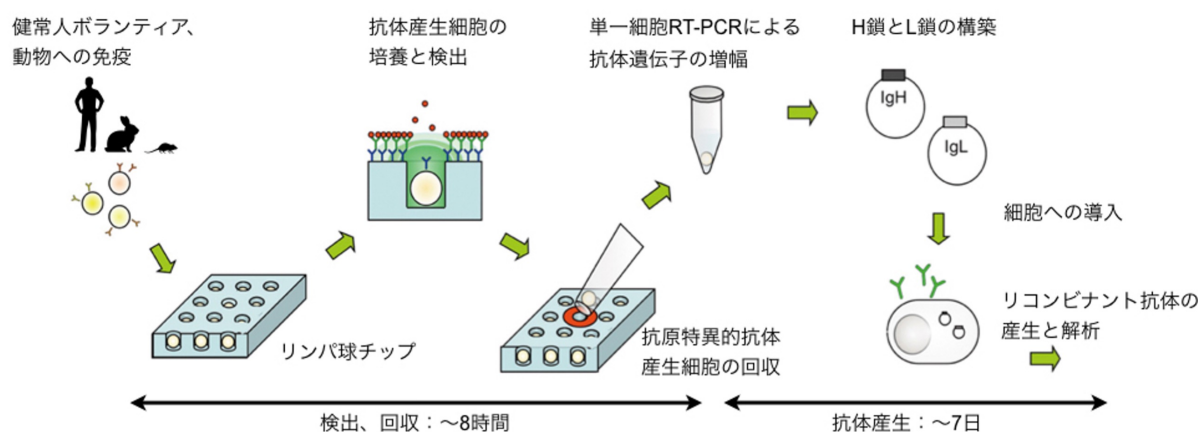 健常人ボランティア、
動物への免疫
抗体産生細胞の
培養と検出
単一細胞RT-PCRによる
抗体遺伝子の増幅
H鎖とL鎖の構築
IgH
IgL
細胞への導入
リンパ球チップ
抗原特異的抗体
産生細胞の回収
リコンビナント抗体の
産生と解析
検出、回収：～8時間
抗体産生：～7日